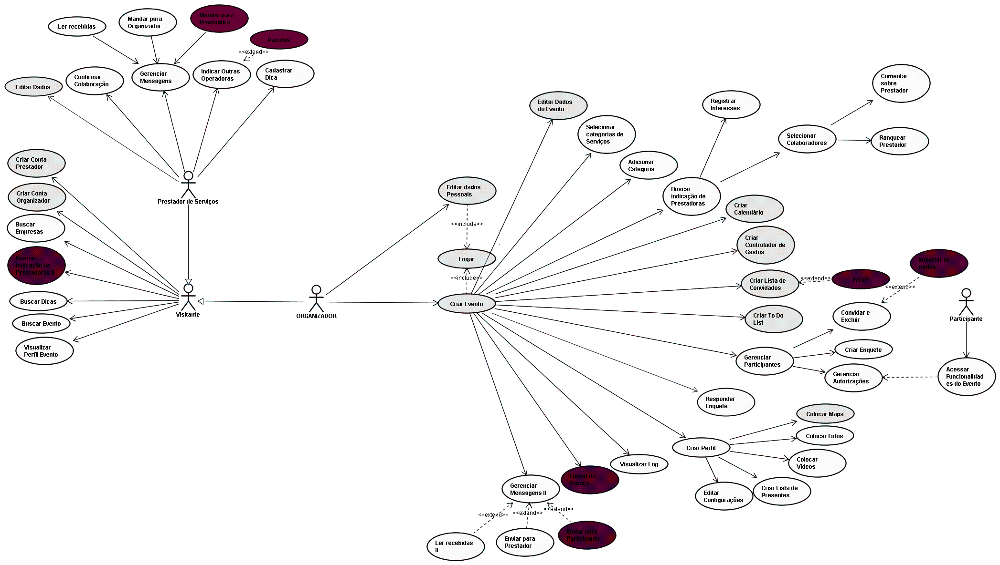 Ler recebidas
Mandar para
Organizador
Mandar para
Prestadora
Pacotes
<<extend>>
Editar Dados
Confirmar
Colaboração
Gerenciar
Mensagens
Indicar Outras
Operadoras
Cadastrar
Dica
Prestador de Serviços
Criar Conta
Prestador
Criar Conta
Organizador
Buscar
Empresas
Buscar
Indicação de
Prestadoras II
Buscar Dicas
Buscar Evento
Visualizar
Perfil Evento
Visitante
ORGANIZADOR
Editar dados
Pessoais
<<include>>
Logar
<<include>>
Criar Evento
Editar Dados
do Evento
Selecionar
categorias de
Serviços
Adicionar
Categoria
Buscar
indicação de
Prestadoras
Registrar
Interesses
Selecionar
Colaboradores
Comentar
sobre
Prestador
Ranquear
Prestador
Criar
Calendário
Criar
Controlador de
Gastos
Criar Lista de
Convidados
<<extend>>
RSVP
Importar de
Redes
<<extend>>
Criar To Do
List
Convidar e
Excluir
Participante
Gerenciar
Participantes
Criar Enquete
Gerenciar
Autorizações
Acessar
Funcionalidad
es do Evento
Responder
Enquete
Criar Perfil
Colocar Mapa
Colocar Fotos
Colocar
Vídeos
Criar Lista de
Presentes
Editar
Configurações
Visualizar Log
Layout do
Espaço
Gerenciar
Mensagens II
<<extend>>
<<extend>>
<<extend>>
Ler recebidas
II
Enviar para
Prestador
Enviar para
Participante